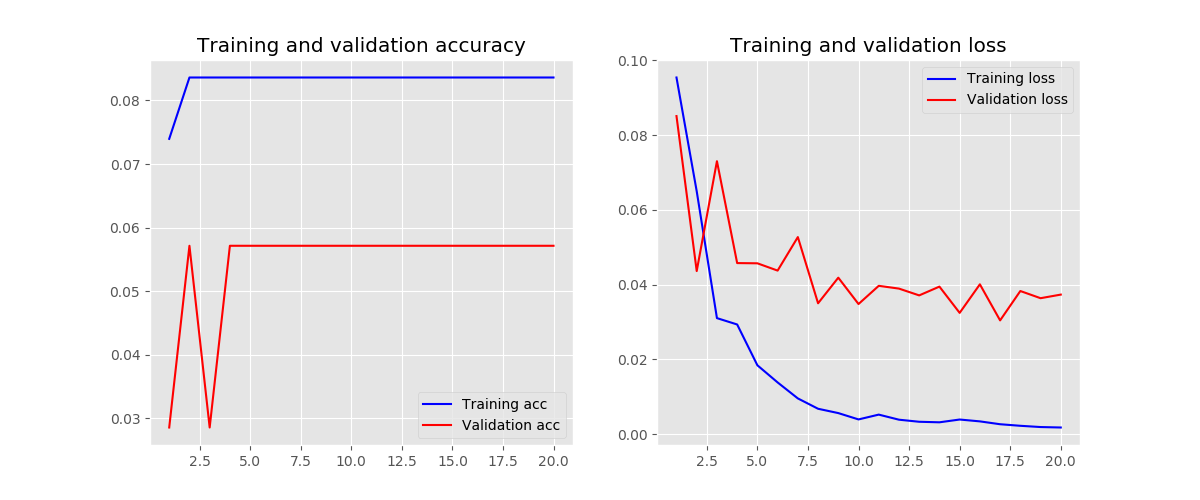 Training and validation accuracy
0.08
0.07
0.06
0.05
0.04
0.03
2.5 5.0 7.5 10.0 12.5 15.0 17.5 20.0
Training acc
Validation acc
Training and validation loss
0.10
0.08
0.06
0.04
0.02
0.00
2.5 5.0 7.5 10.0 12.5 15.0 17.5 20.0
Training loss
Validation loss